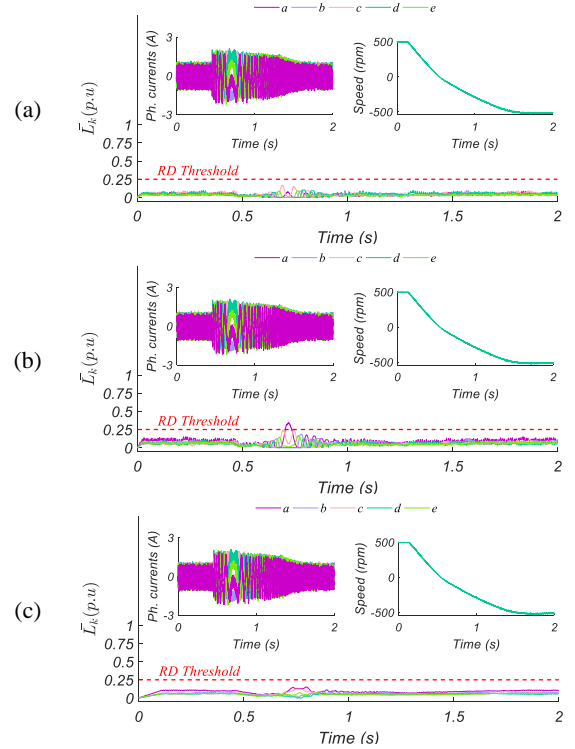 a b c d e
(a)
L̄k(p.u)
1
0.75
0.5
0.25
0
RD Threshold
0 0.5 1 1.5 2
Time (s)
Ph. currents (A)
3
0
-3
0 1 2
Time (s)
Speed (rpm)
500
0
-500
0 1 2
Time (s)
a b c d e
(b)
L̄k(p.u)
1
0.75
0.5
0.25
0
RD Threshold
0 0.5 1 1.5 2
Time (s)
Ph. currents (A)
3
0
-3
0 1 2
Time (s)
Speed (rpm)
500
0
-500
0 1 2
Time (s)
a b c d e
(c)
L̄k(p.u)
1
0.75
0.5
0.25
0
RD Threshold
0 0.5 1 1.5 2
Time (s)
Ph. currents (A)
3
0
-3
0 1 2
Time (s)
Speed (rpm)
500
0
-500
0 1 2
Time (s)